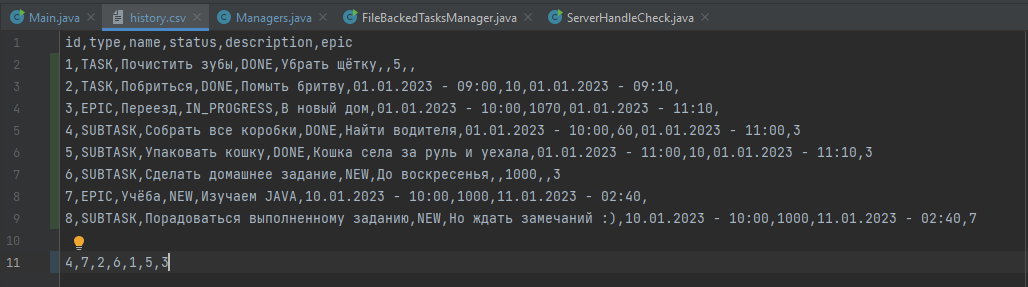 Main.java history.csv Managers.java FileBackedTasksManager.java ServerHandleCheck.java
1 id,type,name,status,description,epic
2 1,TASK,Почистить зубы,DONE,Убрать щётку,,5,,
3 2,TASK,Побриться,DONE,Помыть бритву,01.01.2023 - 09:00,10,01.01.2023 - 09:10,
4 3,EPIC,Переезд,IN_PROGRESS,В новый дом,01.01.2023 - 10:00,1070,01.01.2023 - 11:10,
5 4,SUBTASK,Собрать все коробки,DONE,Найти водителя,01.01.2023 - 10:00,60,01.01.2023 - 11:00,3
6 5,SUBTASK,Упаковать кошку,DONE,Кошка села за руль и уехала,01.01.2023 - 11:00,10,01.01.2023 - 11:10,3
7 6,SUBTASK,Сделать домашнее задание,NEW,До воскресенья,,1000,,3
8 7,EPIC,Учёба,NEW,Изучаем JAVA,10.01.2023 - 10:00,1000,11.01.2023 - 02:40,
9 8,SUBTASK,Порадоваться выполненному заданию,NEW,Но ждать замечаний :),10.01.2023 - 10:00,1000,11.01.2023 - 02:40,7
10
11 4,7,2,6,1,5,3